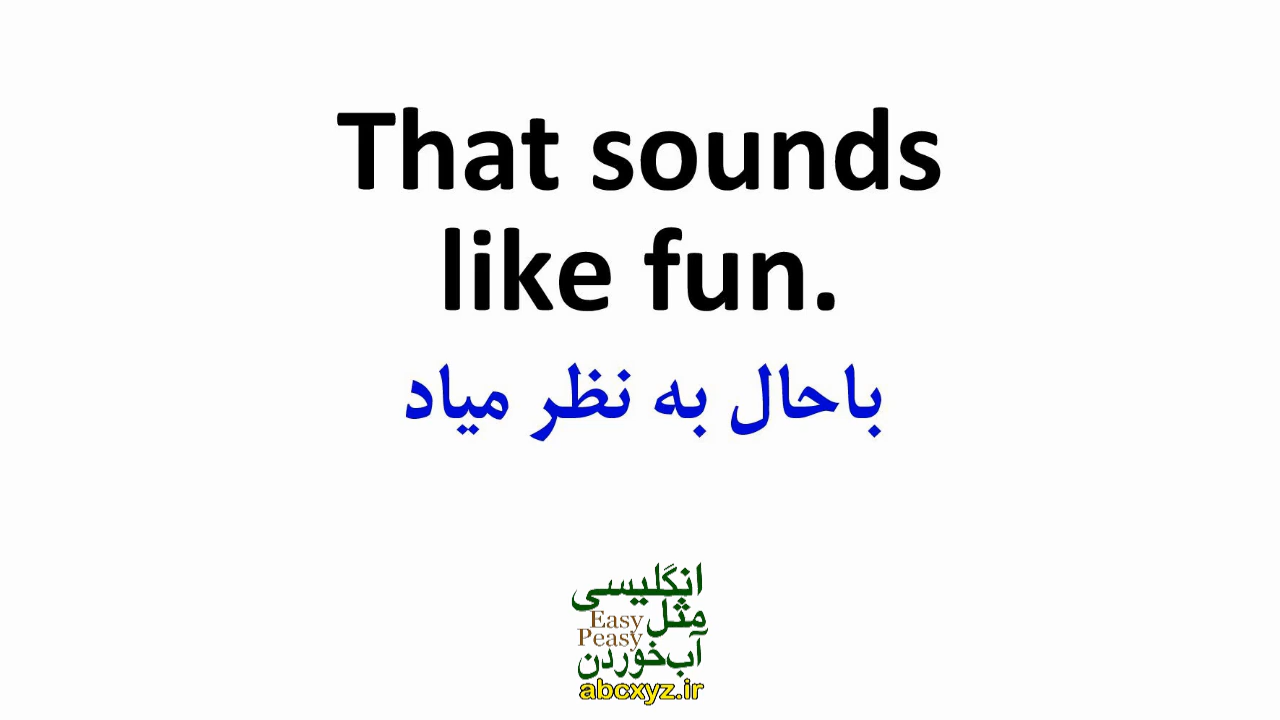 That sounds
like fun.
باحال به نظر میاد
انگلیسی
مثل
Easy
Peasy
آب‌خوردن
abcxyz.ir